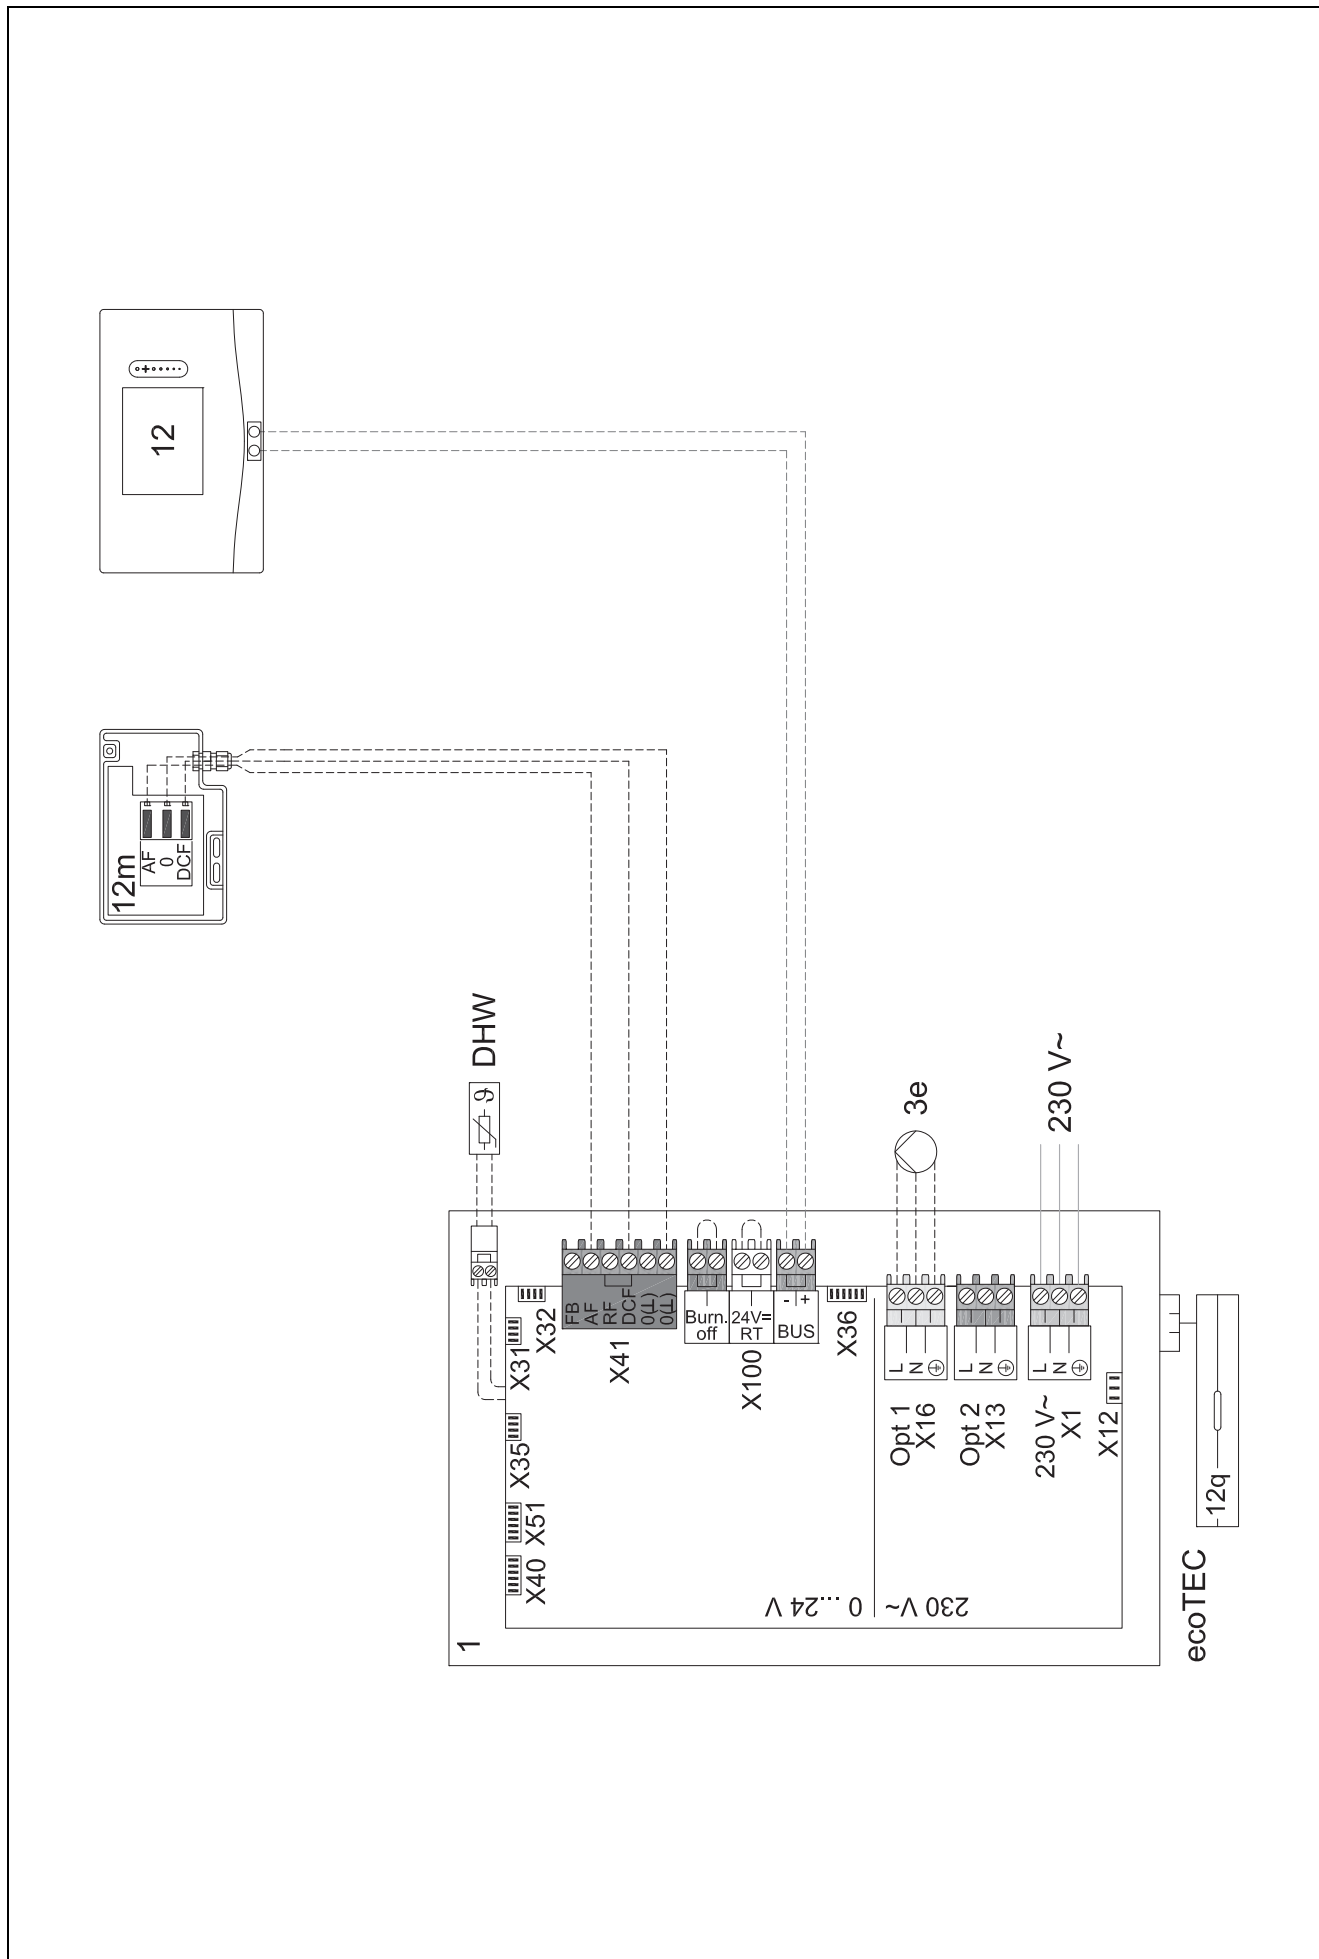 12
12m
AF
0
DCF
DHW
3e
230 V~
1
X40
X51
X35
X31
X32
FB
AF
RF
DCF
0(⊥)
0(⊥)
X41
Burn.
off
24V=
RT
X100
- +
BUS
X36
L
N
⏚
Opt 1
X16
L
N
⏚
Opt 2
X13
L
N
⏚
230 V~
X1
X12
0 ...24 V
230 V~
12q
ecoTEC